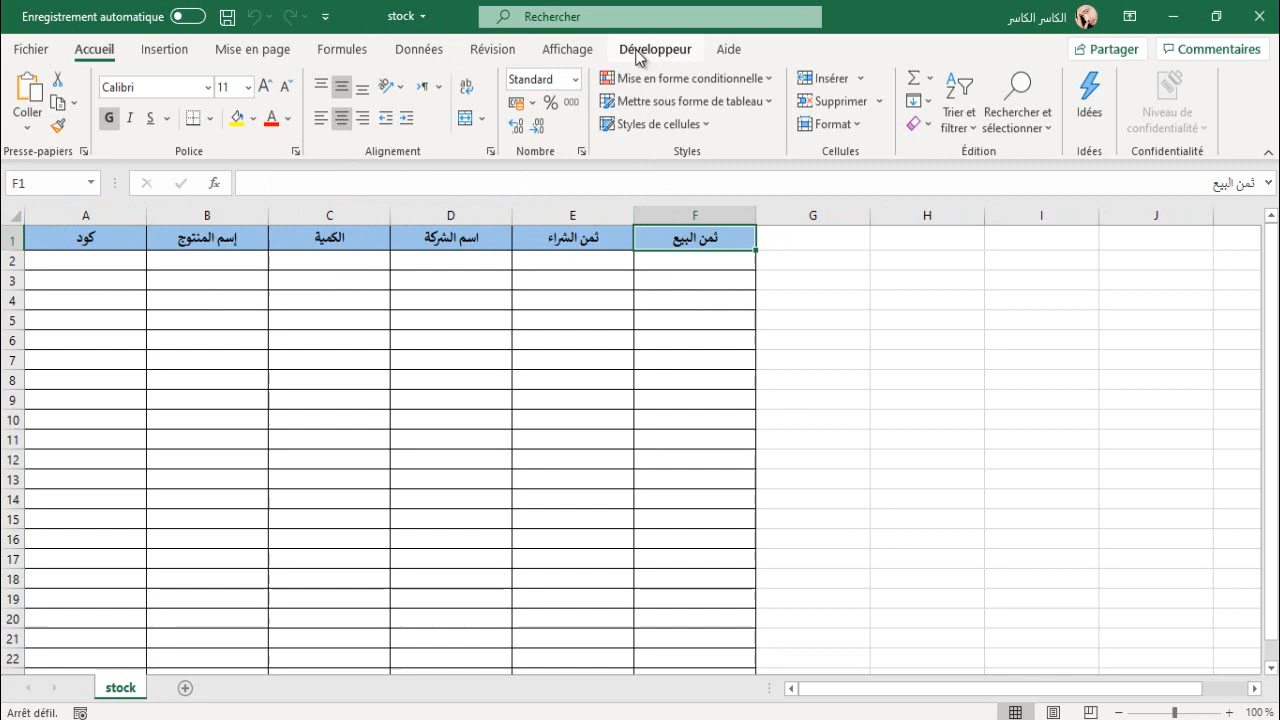 Enregistrement automatique
stock
Rechercher
الكاسر الكاسر
Fichier
Accueil
Insertion
Mise en page
Formules
Données
Révision
Affichage
Développeur
Aide
Partager
Commentaires
Coller
Presse-papiers
Calibri
11
G
I
S
Police
Alignement
Standard
%
000
Nombre
Mise en forme conditionnelle
Mettre sous forme de tableau
Styles de cellules
Styles
Insérer
Supprimer
Format
Cellules
Trier et
filtrer
Rechercher et
sélectionner
Édition
Idées
Idées
Niveau de
confidentialité
Confidentialité
F1
fx
ثمن البيع
A B C D E F G H I J
1 كود إسم المنتوج الكمية اسم الشركة ثمن الشراء ثمن البيع
2
3
4
5
6
7
8
9
10
11
12
13
14
15
16
17
18
19
20
21
22
stock
Arrêt défil.
100 %